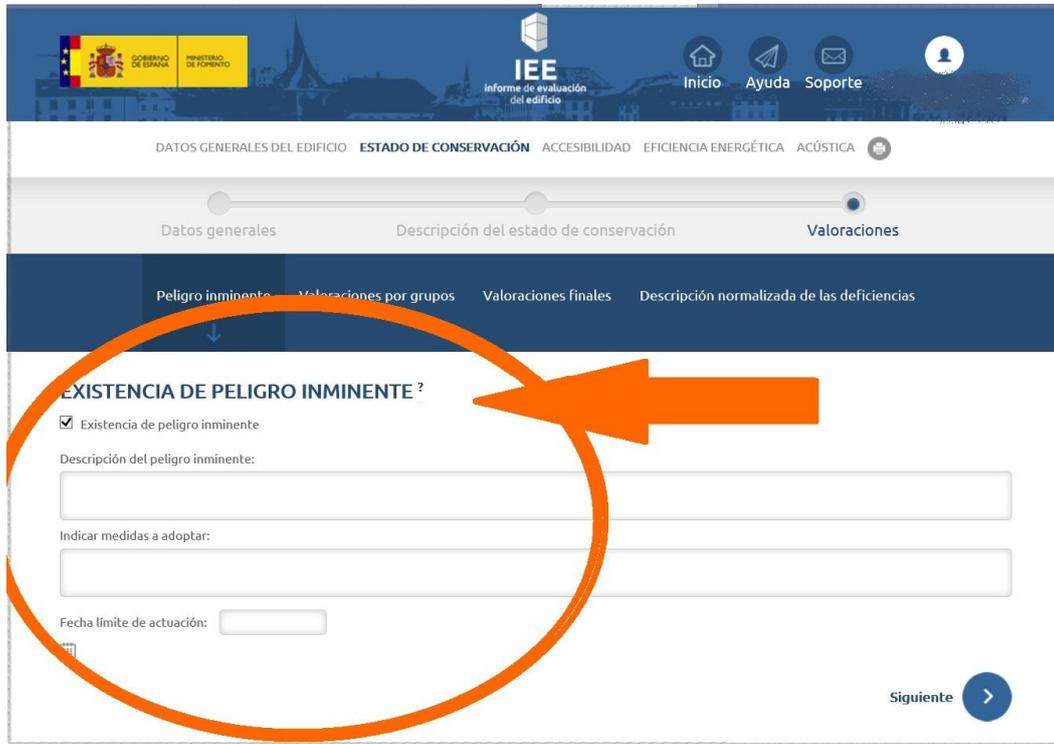 GOBIERNO
DE ESPAÑA
MINISTERIO
DE FOMENTO
IEE
informe de evaluación
del edificio
Inicio Ayuda Soporte
DATOS GENERALES DEL EDIFICIO ESTADO DE CONSERVACIÓN ACCESIBILIDAD EFICIENCIA ENERGÉTICA ACÚSTICA
Datos generales Descripción del estado de conservación Valoraciones
Peligro inminente Valoraciones por grupos Valoraciones finales Descripción normalizada de las deficiencias
EXISTENCIA DE PELIGRO INMINENTE ?
Existencia de peligro inminente
Descripción del peligro inminente:
Indicar medidas a adoptar:
Fecha límite de actuación:
Siguiente